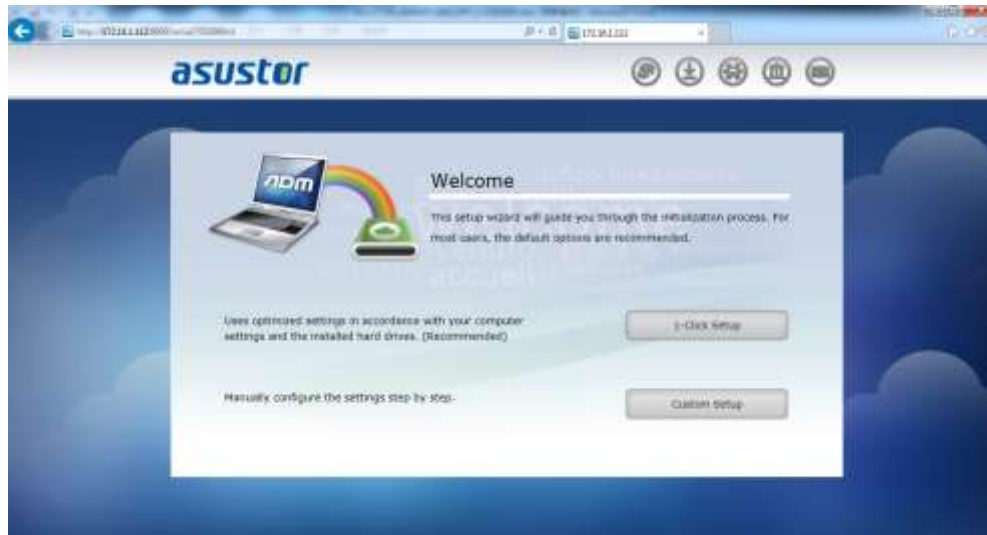 asustor
ADM
Welcome
This setup wizard will guide you through the initialization process. For
most users, the default options are recommended.
Uses optimized settings in accordance with your computer
settings and the installed hard drives. (Recommended)
1-Click Setup
Manually configure the settings step by step.
Custom Setup